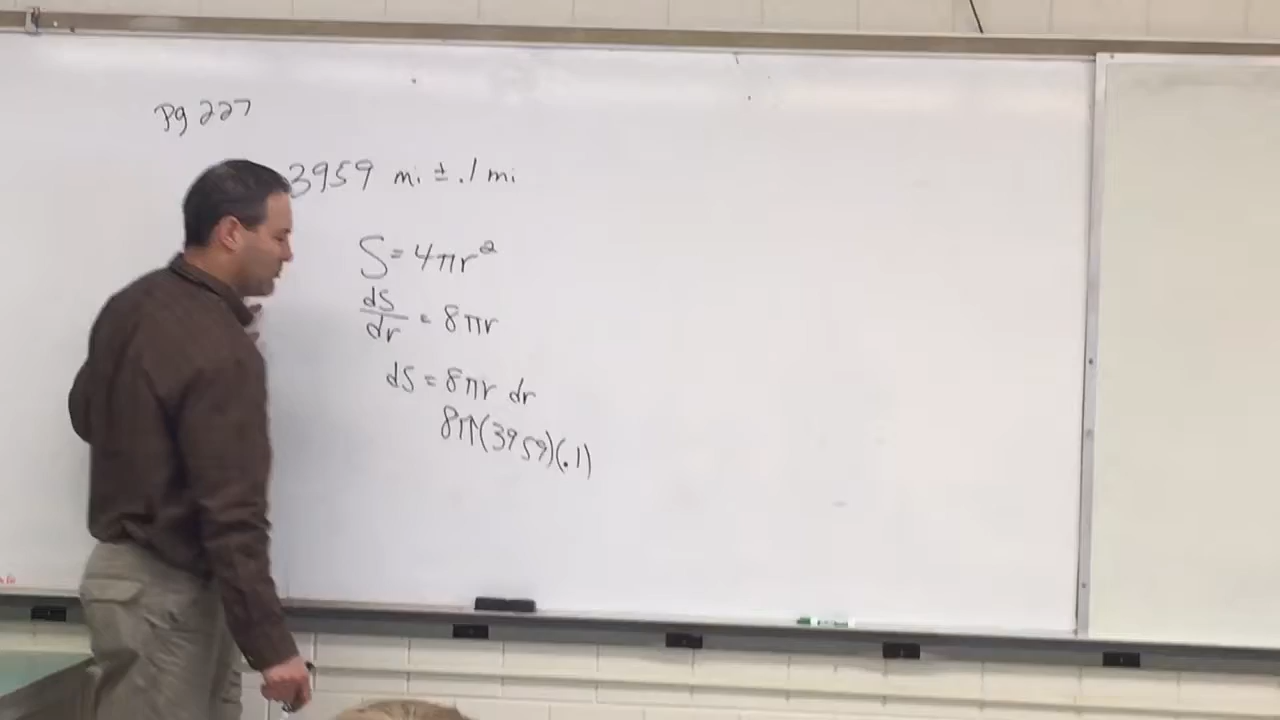 Pg 227
3959 mi ± .1 mi
S = 4πr²
dS/dr = 8πr
dS = 8πr dr
8π(3959)(.1)